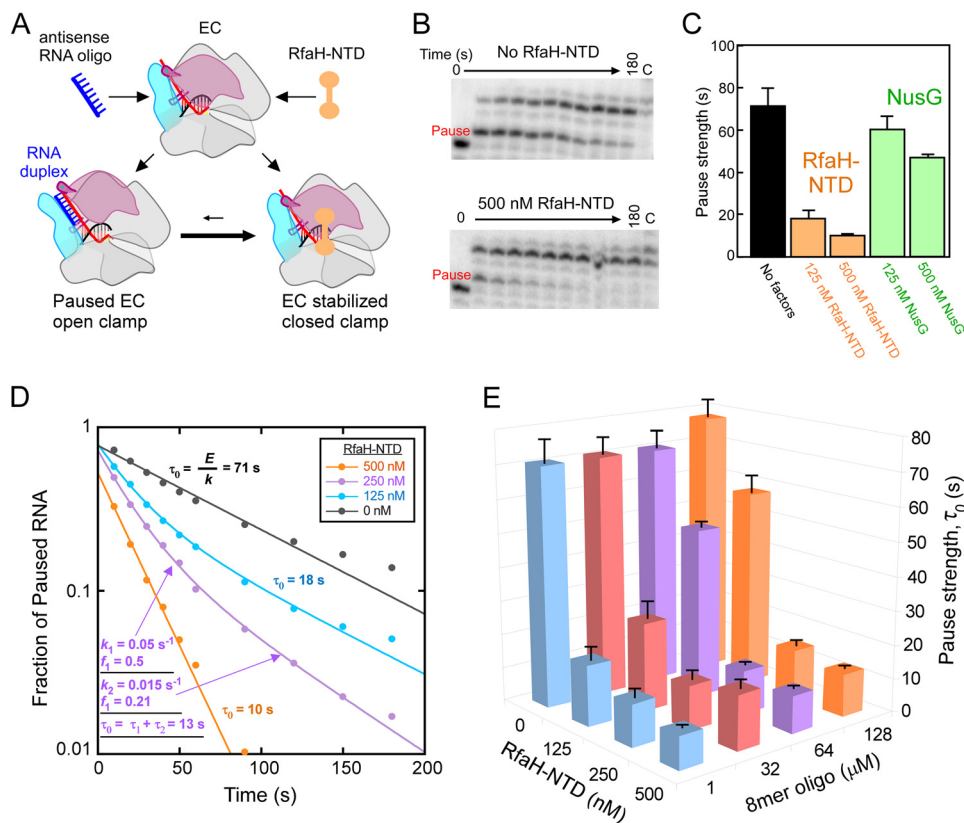 A
EC
antisense
RNA oligo
RfaH-NTD
RNA
duplex
Paused EC
open clamp
EC stabilized
closed clamp
B
Time (s)
No RfaH-NTD
0
180
C
Pause
500 nM RfaH-NTD
0
180
C
Pause
C
Pause strength (s)
100
80
60
40
20
0
RfaH-
NTD
NusG
No factors
125 nM RfaH-NTD
500 nM RfaH-NTD
125 nM NusG
500 nM NusG
D
Fraction of Paused RNA
1
0.1
0.01
τ0 = E/k = 71 s
RfaH-NTD
500 nM
250 nM
125 nM
0 nM
τ0 = 18 s
k1 = 0.05 s-1
f1 = 0.5
k2 = 0.015 s-1
f1 = 0.21
τ0 = τ1 + τ2 = 13 s
τ0 = 10 s
0
50
100
150
200
Time (s)
E
80
70
60
50
40
30
20
10
0
Pause strength, τ0 (s)
0
125
250
500
RfaH-NTD (nM)
1
32
64
128
8mer oligo (μM)